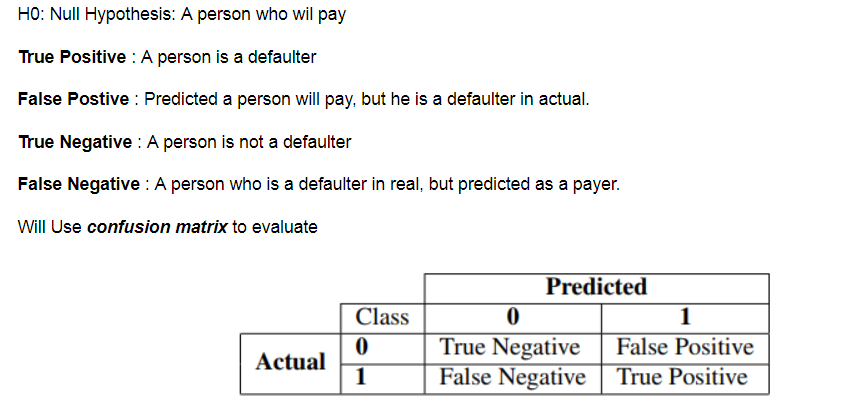 H0: Null Hypothesis: A person who wil pay
True Positive : A person is a defaulter
False Postive : Predicted a person will pay, but he is a defaulter in actual.
True Negative : A person is not a defaulter
False Negative : A person who is a defaulter in real, but predicted as a payer.
Will Use confusion matrix to evaluate
Predicted
Class 0 1
Actual 0 True Negative False Positive
1 False Negative True Positive